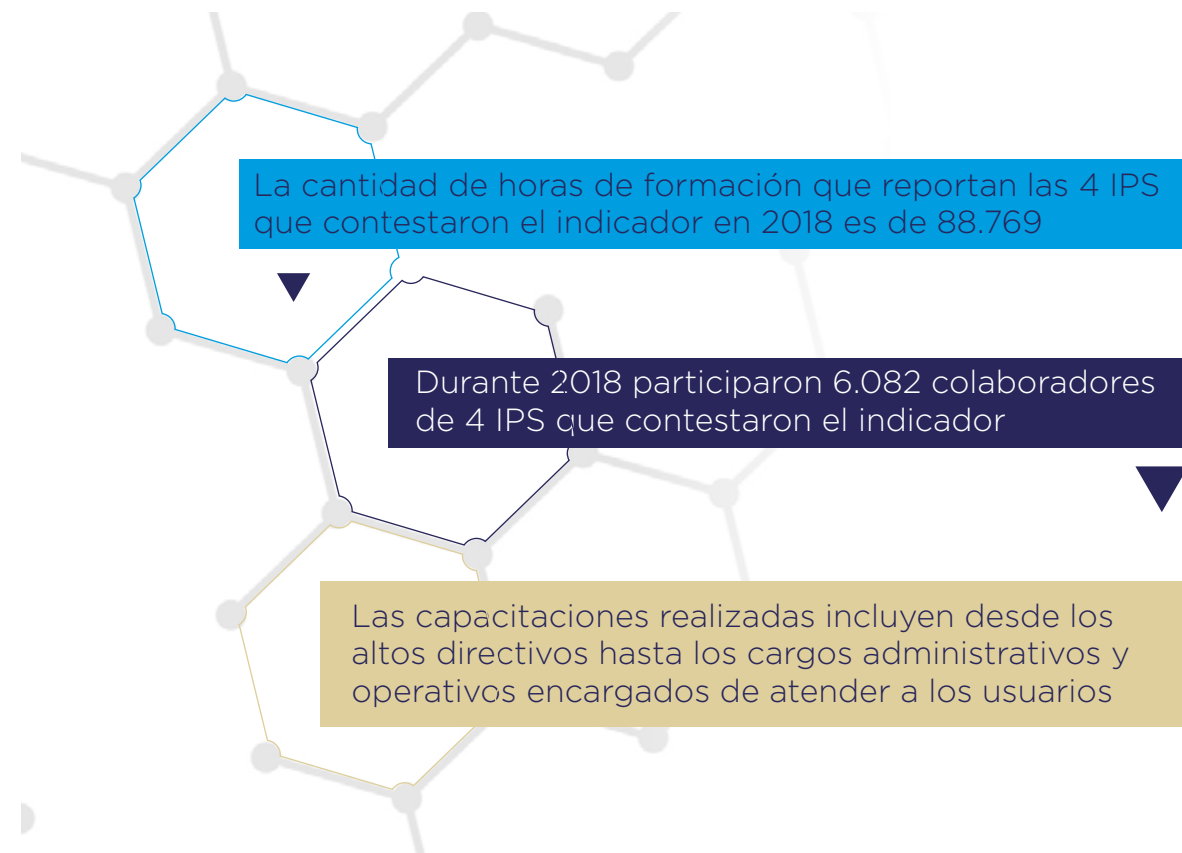 La cantidad de horas de formación que reportan las 4 IPS
que contestaron el indicador en 2018 es de 88.769
Durante 2018 participaron 6.082 colaboradores
de 4 IPS que contestaron el indicador
Las capacitaciones realizadas incluyen desde los
altos directivos hasta los cargos administrativos y
operativos encargados de atender a los usuarios